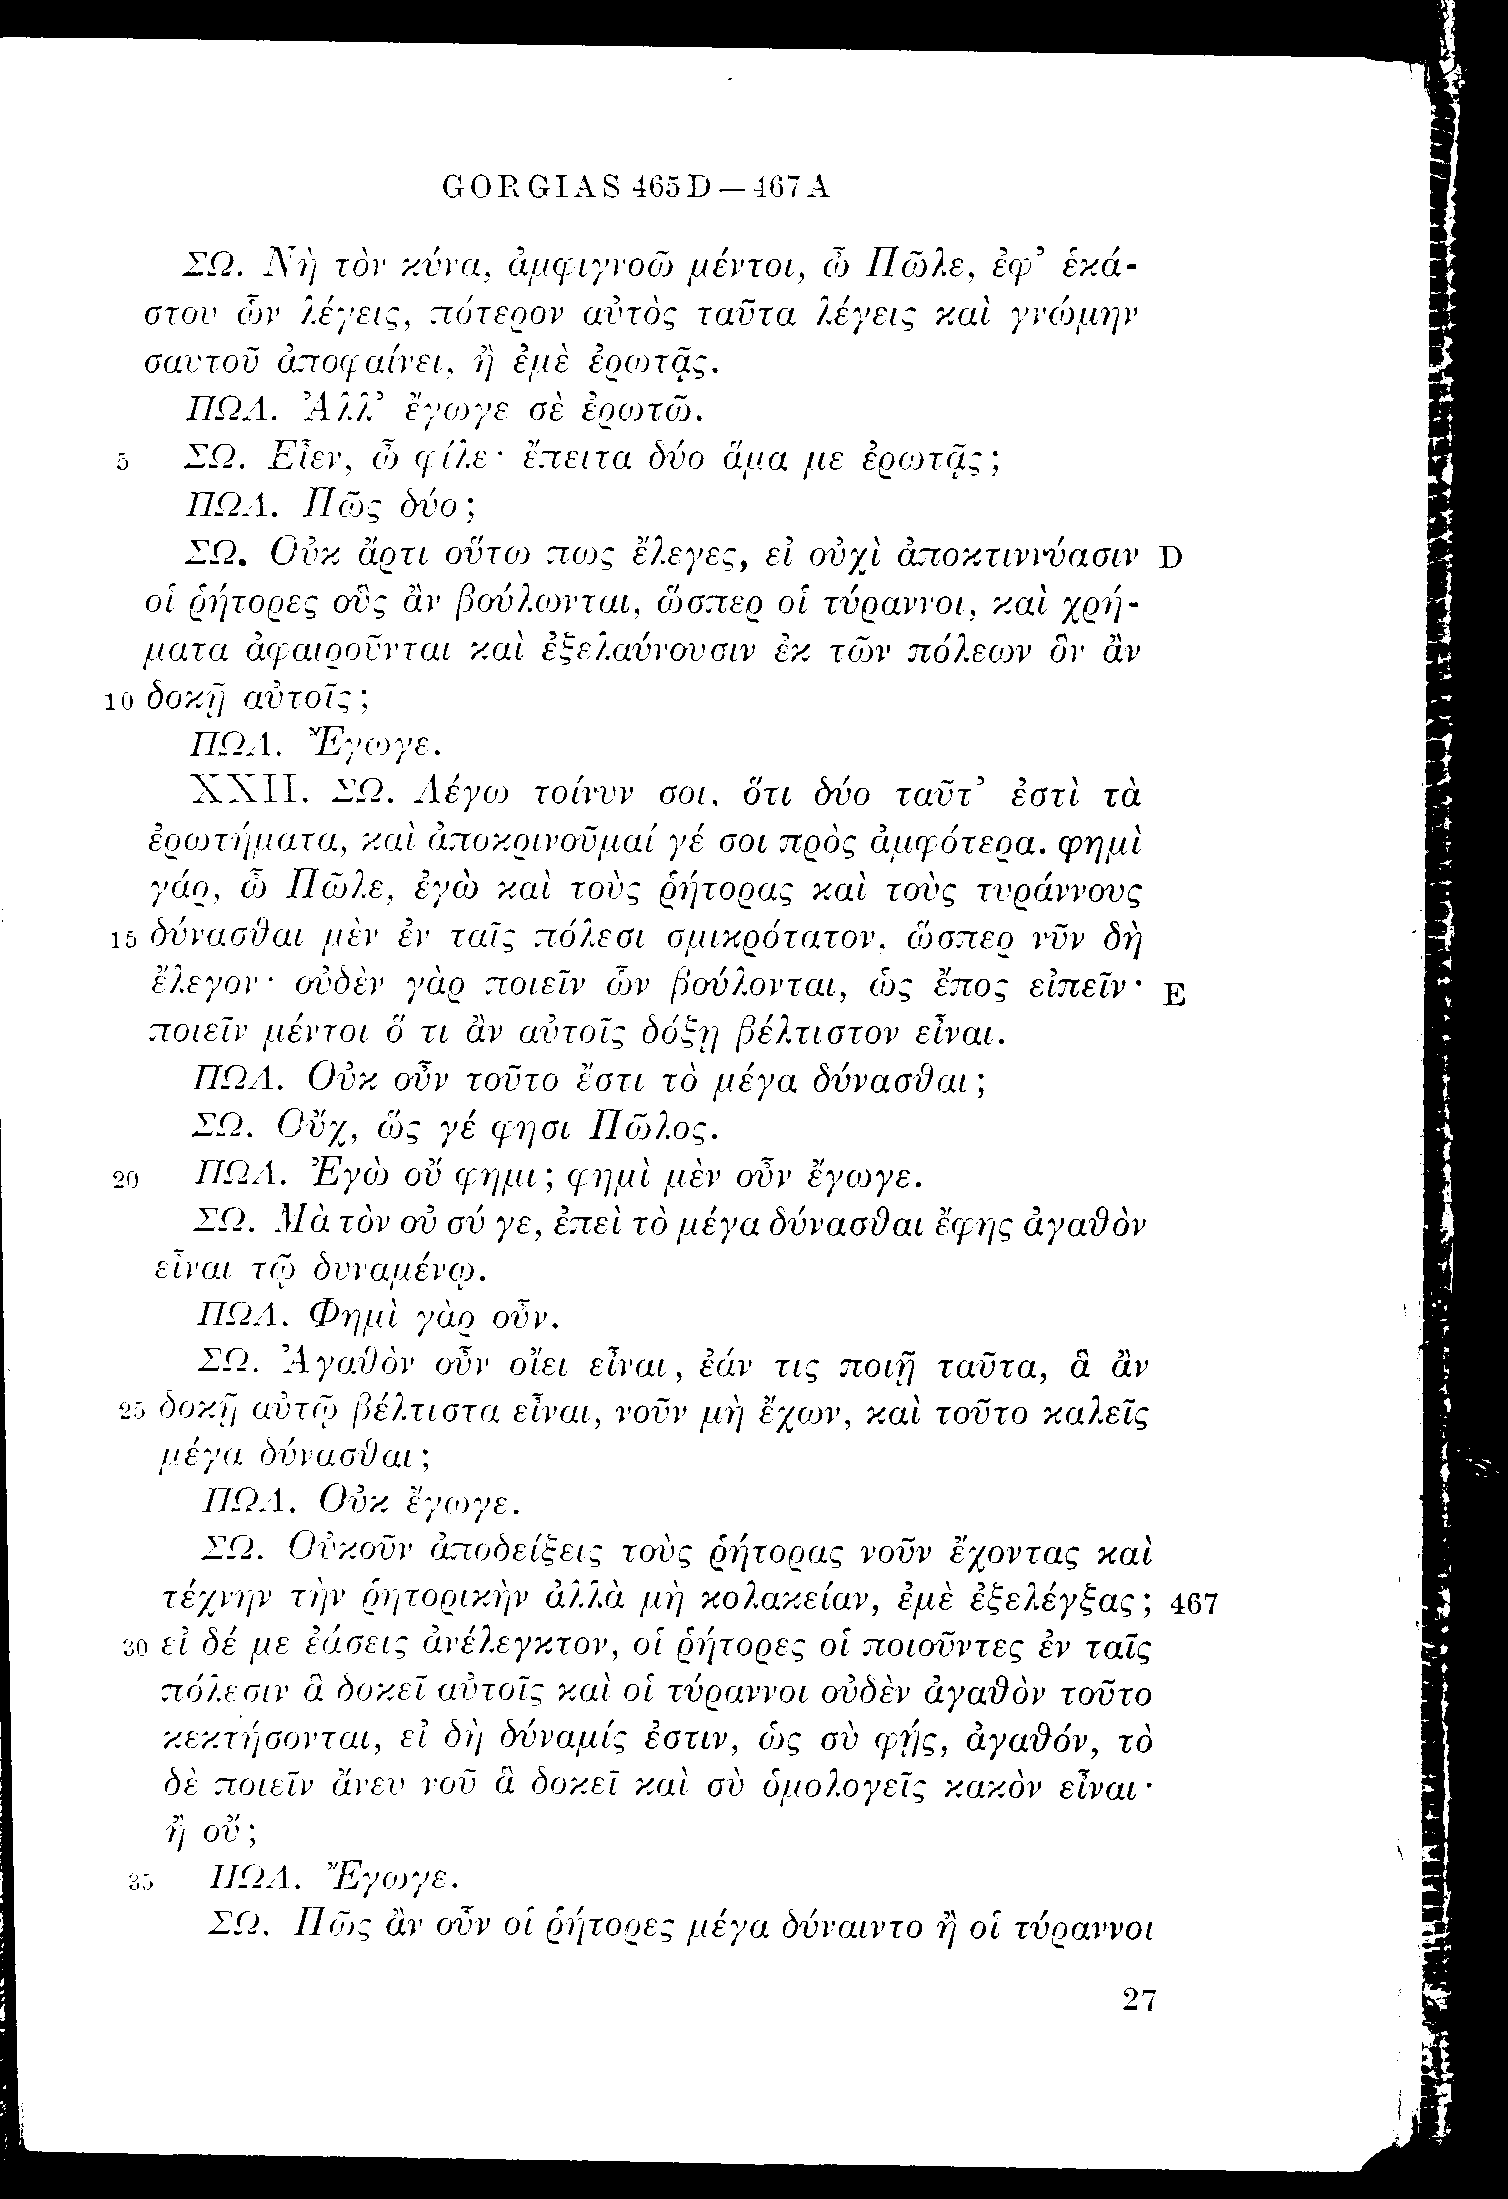 GORGIAS 465D—467A
ΣΩ. Νὴ τὸν κύνα, ἀμφιγνοῶ μέντοι, ὦ Πῶλε, ἐφ’ ἑκά-
στου ὧν λέγεις, πότερον αὐτὸς ταῦτα λέγεις καὶ γνώμην
σαυτοῦ ἀποφαίνει, ἢ ἐμὲ ἐρωτᾷς.
ΠΩΛ. Ἀλλ’ ἔγωγε σὲ ἐρωτῶ.
5 ΣΩ. Εἶεν, ὦ φίλε· ἔπειτα δύο ἅμα με ἐρωτᾷς;
ΠΩΛ. Πῶς δύο;
ΣΩ. Οὐκ ἄρτι οὕτω πως ἔλεγες, εἰ οὐχὶ ἀποκτιννύασιν D
οἱ ῥήτορες οὓς ἂν βούλωνται, ὥσπερ οἱ τύραννοι, καὶ χρή-
ματα ἀφαιροῦνται καὶ ἐξελαύνουσιν ἐκ τῶν πόλεων ὃν ἂν
10 δοκῇ αὐτοῖς;
ΠΩΛ. Ἔγωγε.
XXII. ΣΩ. Λέγω τοίνυν σοι, ὅτι δύο ταῦτ’ ἐστὶ τὰ
ἐρωτήματα, καὶ ἀποκρινοῦμαί γέ σοι πρὸς ἀμφότερα. φημὶ
γάρ, ὦ Πῶλε, ἐγὼ καὶ τοὺς ῥήτορας καὶ τοὺς τυράννους
15 δύνασθαι μὲν ἐν ταῖς πόλεσι σμικρότατον, ὥσπερ νῦν δὴ
ἔλεγον· οὐδὲν γὰρ ποιεῖν ὧν βούλονται, ὡς ἔπος εἰπεῖν· E
ποιεῖν μέντοι ὅ τι ἂν αὐτοῖς δόξῃ βέλτιστον εἶναι.
ΠΩΛ. Οὐκ οὖν τοῦτο ἔστι τὸ μέγα δύνασθαι;
ΣΩ. Οὔχ, ὥς γέ φησι Πῶλος.
20 ΠΩΛ. Ἐγὼ οὔ φημι; φημὶ μὲν οὖν ἔγωγε.
ΣΩ. Μὰ τὸν οὐ σύ γε, ἐπεὶ τὸ μέγα δύνασθαι ἔφης ἀγαθὸν
εἶναι τῷ δυναμένῳ.
ΠΩΛ. Φημὶ γὰρ οὖν.
ΣΩ. Ἀγαθὸν οὖν οἴει εἶναι, ἐάν τις ποιῇ ταῦτα, ἃ ἂν
25 δοκῇ αὐτῷ βέλτιστα εἶναι, νοῦν μὴ ἔχων, καὶ τοῦτο καλεῖς
μέγα δύνασθαι;
ΠΩΛ. Οὐκ ἔγωγε.
ΣΩ. Οὐκοῦν ἀποδείξεις τοὺς ῥήτορας νοῦν ἔχοντας καὶ
τέχνην τὴν ῥητορικὴν ἀλλὰ μὴ κολακείαν, ἐμὲ ἐξελέγξας; 467
30 εἰ δέ με ἐάσεις ἀνέλεγκτον, οἱ ῥήτορες οἱ ποιοῦντες ἐν ταῖς
πόλεσιν ἃ δοκεῖ αὐτοῖς καὶ οἱ τύραννοι οὐδὲν ἀγαθὸν τοῦτο
κεκτήσονται, εἰ δὴ δύναμίς ἐστιν, ὡς σὺ φῄς, ἀγαθόν, τὸ
δὲ ποιεῖν ἄνευ νοῦ ἃ δοκεῖ καὶ σὺ ὁμολογεῖς κακὸν εἶναι·
ἢ οὔ;
35 ΠΩΛ. Ἔγωγε.
ΣΩ. Πῶς ἂν οὖν οἱ ῥήτορες μέγα δύναιντο ἢ οἱ τύραννοι
27